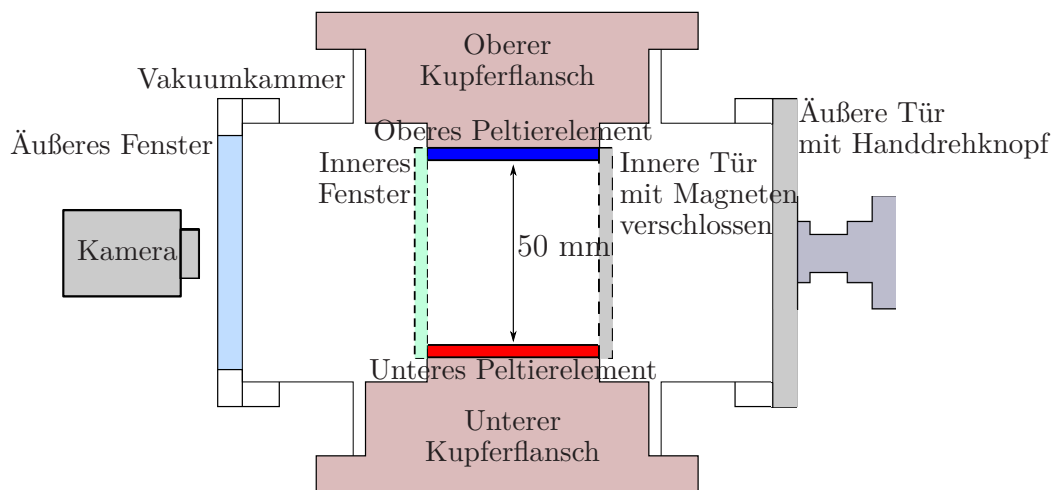 Oberer
Kupferflansch
Vakuumkammer
Äußeres Fenster
Oberes Peltierelement
Äußere Tür
mit Handdrehknopf
Inneres
Fenster
Innere Tür
mit Magneten
verschlossen
Kamera
50 mm
Unteres Peltierelement
Unterer
Kupferflansch